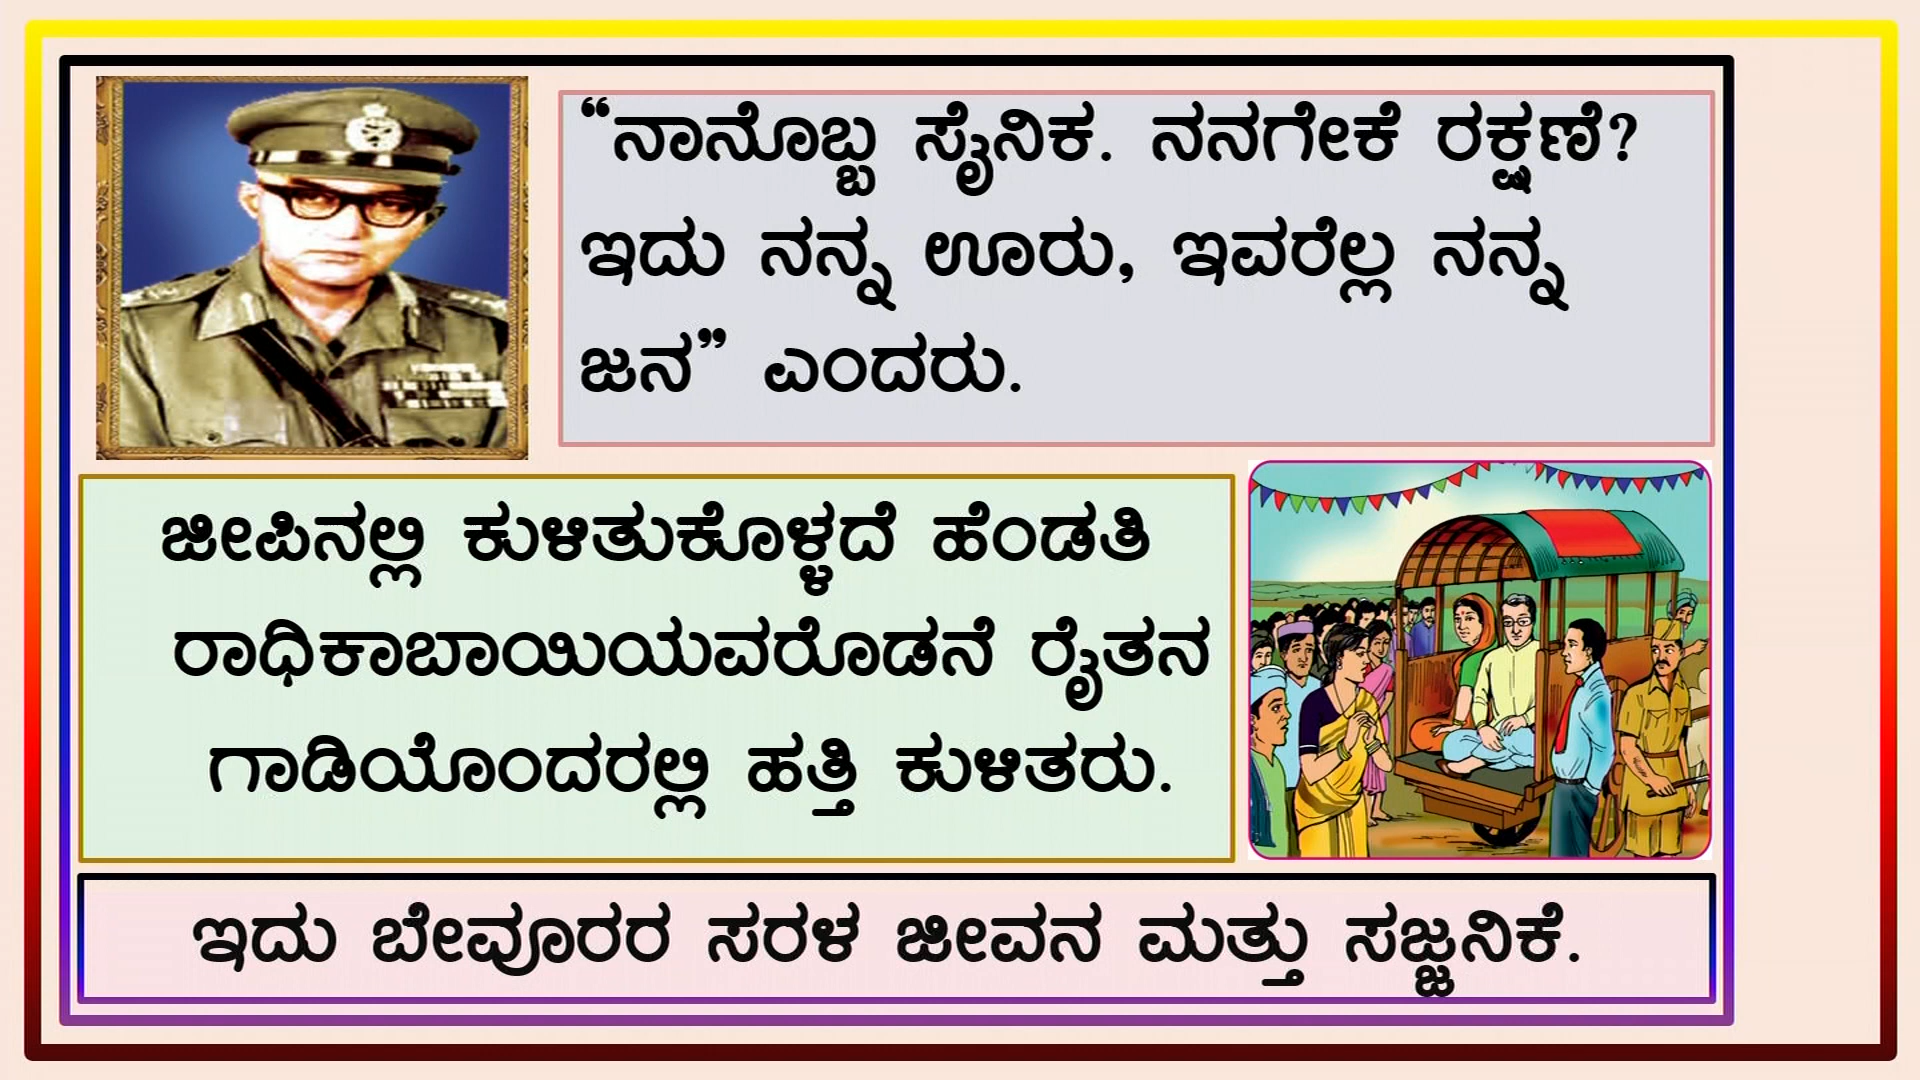 “ನಾನೊಬ್ಬ ಸೈನಿಕ. ನನಗೇಕೆ ರಕ್ಷಣೆ?
ಇದು ನನ್ನ ಊರು, ಇವರೆಲ್ಲ ನನ್ನ
ಜನ” ಎಂದರು.
ಜೀಪಿನಲ್ಲಿ ಕುಳಿತುಕೊಳ್ಳದೆ ಹೆಂಡತಿ
ರಾಧಿಕಾಬಾಯಿಯವರೊಡನೆ ರೈತನ
ಗಾಡಿಯೊಂದರಲ್ಲಿ ಹತ್ತಿ ಕುಳಿತರು.
ಇದು ಬೇವೂರರ ಸರಳ ಜೀವನ ಮತ್ತು ಸಜ್ಜನಿಕೆ.